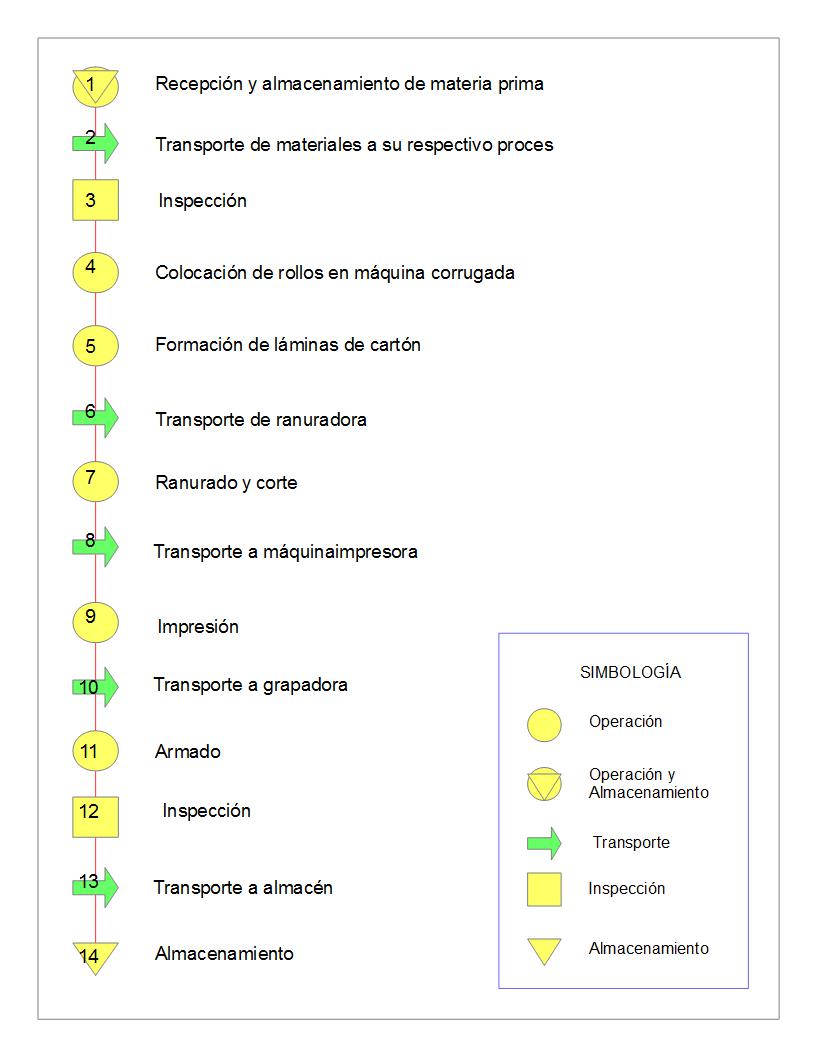 1 Recepción y almacenamiento de materia prima
2 Transporte de materiales a su respectivo proces
3 Inspección
4 Colocación de rollos en máquina corrugada
5 Formación de láminas de cartón
6 Transporte de ranuradora
7 Ranurado y corte
8 Transporte a máquinaimpresora
9 Impresión
10 Transporte a grapadora
11 Armado
12 Inspección
13 Transporte a almacén
14 Almacenamiento
SIMBOLOGÍA
Operación
Operación y
Almacenamiento
Transporte
Inspección
Almacenamiento